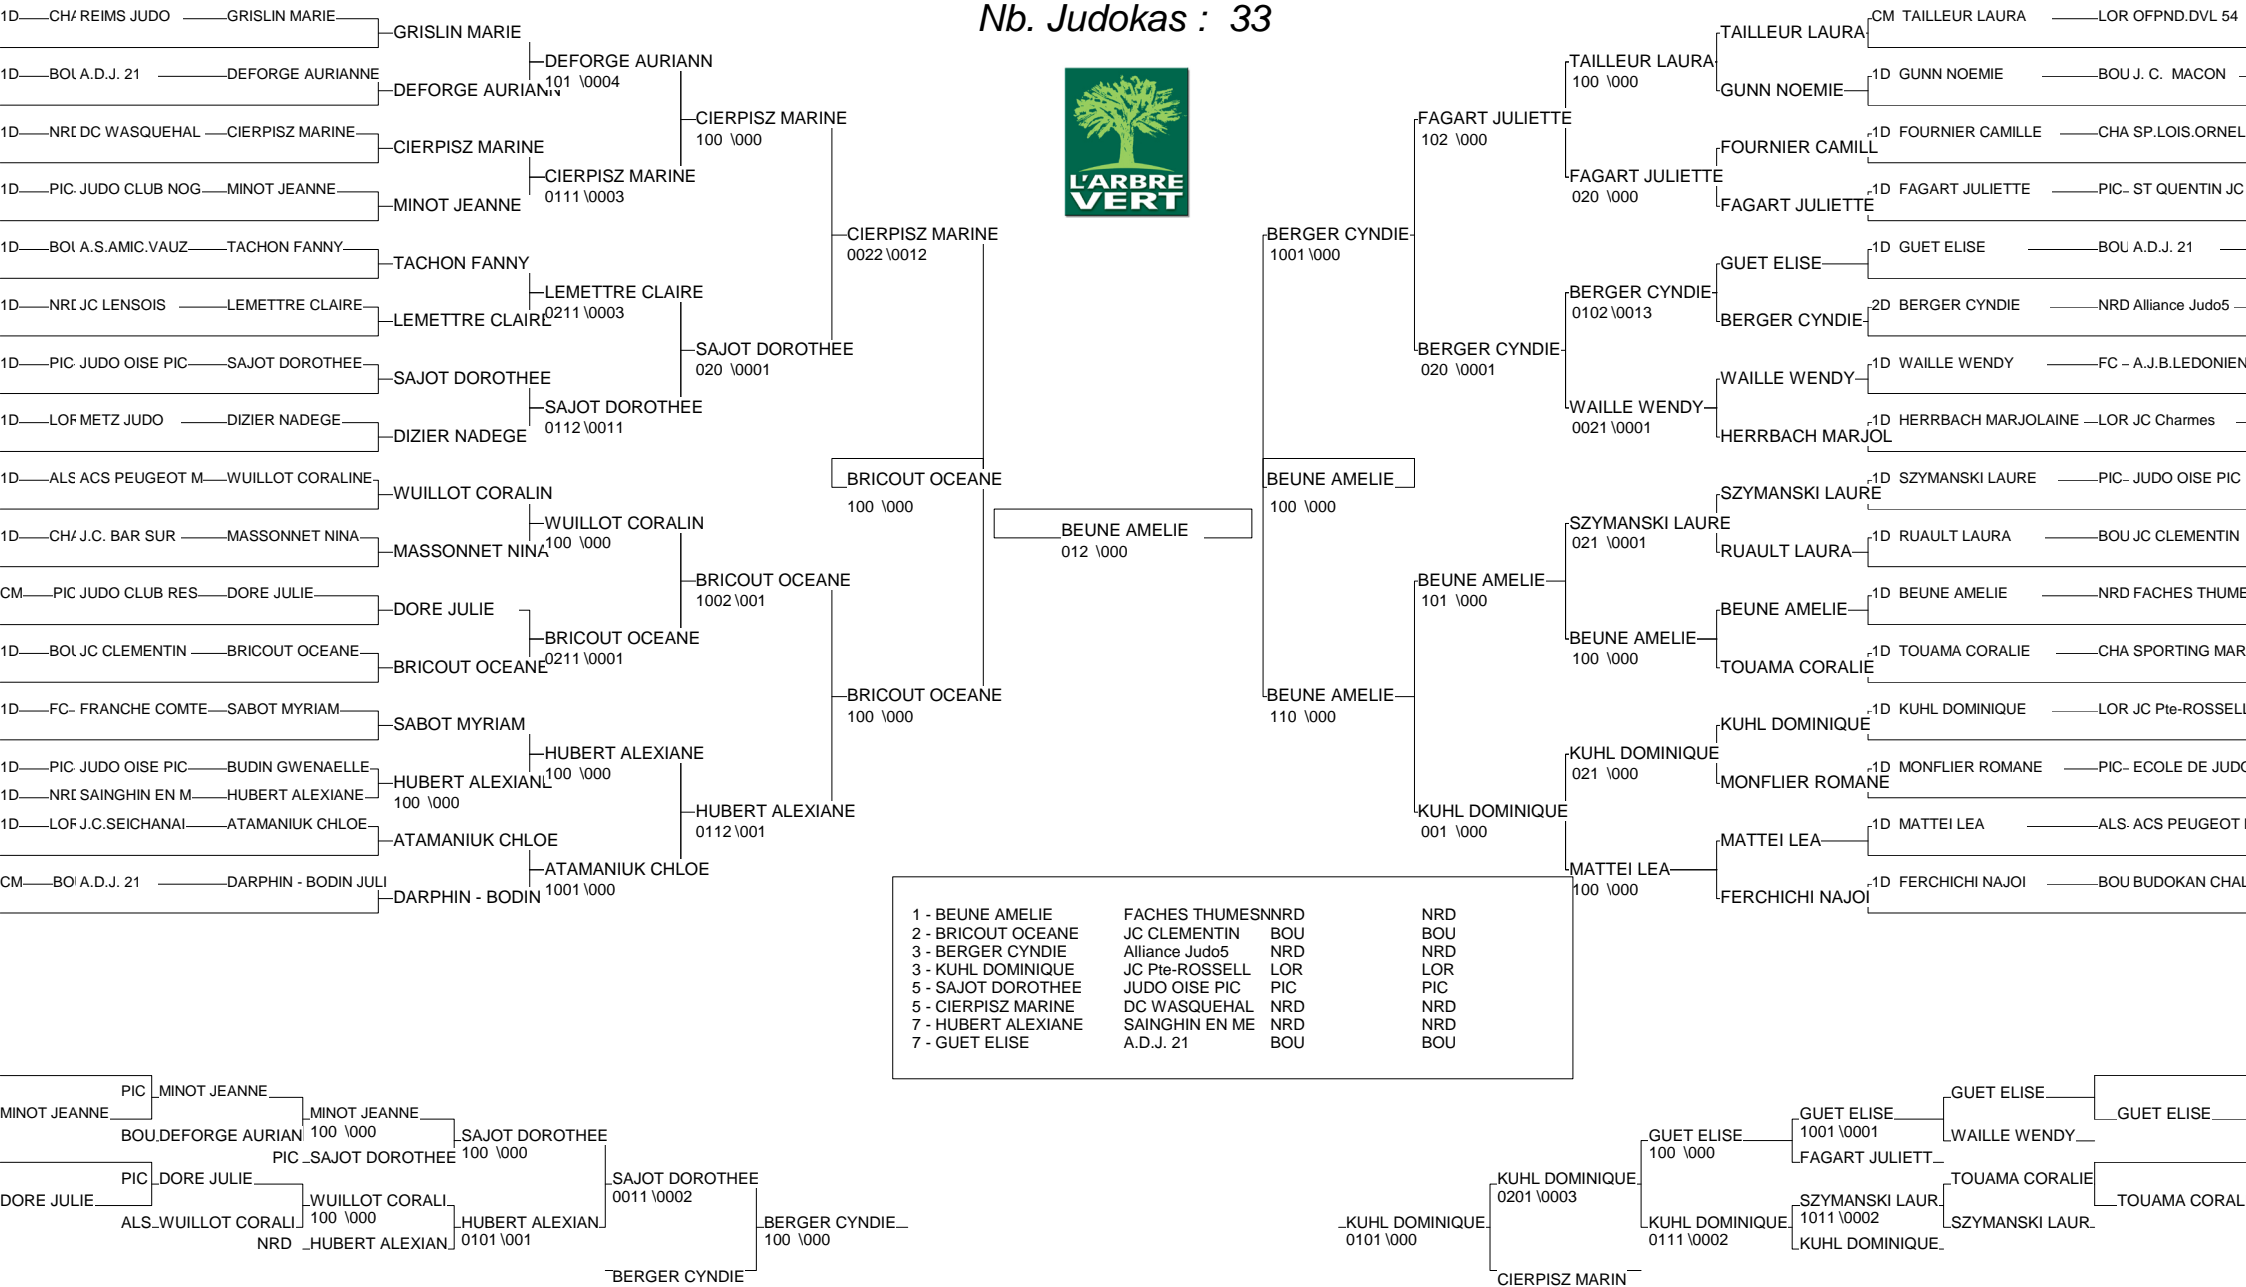 Nb. Judokas : 33
1D CHA REIMS JUDO GRISLIN MARIE
1D BOU A.D.J. 21 DEFORGE AURIANNE
1D NRD DC WASQUEHAL CIERPISZ MARINE
1D PIC JUDO CLUB NOG MINOT JEANNE
1D BOU A.S.AMIC.VAUZ TACHON FANNY
1D NRD JC LENSOIS LEMETTRE CLAIRE
1D PIC JUDO OISE PIC SAJOT DOROTHEE
1D LOR METZ JUDO DIZIER NADEGE
1D ALS ACS PEUGEOT M WUILLOT CORALINE
1D CHA J.C. BAR SUR MASSONNET NINA
CM PIC JUDO CLUB RES DORE JULIE
1D BOU JC CLEMENTIN BRICOUT OCEANE
1D FC- FRANCHE COMTE SABOT MYRIAM
1D PIC JUDO OISE PIC BUDIN GWENAELLE
1D NRD SAINGHIN EN M HUBERT ALEXIANE
1D LOR J.C.SEICHANAI ATAMANIUK CHLOE
CM BO A.D.J. 21 DARPHIN - BODIN JULI
GRISLIN MARIE
DEFORGE AURIANN
CIERPISZ MARINE
MINOT JEANNE
TACHON FANNY
LEMETTRE CLAIRE
SAJOT DOROTHEE
DIZIER NADEGE
WUILLOT CORALIN
MASSONNET NINA
DORE JULIE
BRICOUT OCEANE
SABOT MYRIAM
HUBERT ALEXIANE
100 \000
ATAMANIUK CHLOE
DARPHIN - BODIN
DEFORGE AURIANN
101 \0004
CIERPISZ MARINE
0111 \0003
LEMETTRE CLAIRE
0211 \0003
SAJOT DOROTHEE
0112 \0011
WUILLOT CORALIN
100 \000
BRICOUT OCEANE
0211 \0001
HUBERT ALEXIANE
100 \000
ATAMANIUK CHLOE
1001 \000
CIERPISZ MARINE
100 \000
SAJOT DOROTHEE
020 \0001
BRICOUT OCEANE
1002 \001
HUBERT ALEXIANE
0112 \001
CIERPISZ MARINE
0022 \0012
BRICOUT OCEANE
100 \000
BRICOUT OCEANE
100 \000
L'ARBRE
VERT
BEUNE AMELIE
012 \000
BERGER CYNDIE
1001 \000
BEUNE AMELIE
100 \000
BEUNE AMELIE
110 \000
FAGART JULIETTE
102 \000
BERGER CYNDIE
020 \0001
BEUNE AMELIE
101 \000
KUHL DOMINIQUE
001 \000
TAILLEUR LAURA
100 \000
FAGART JULIETTE
020 \000
BERGER CYNDIE
0102 \0013
WAILLE WENDY
0021 \0001
SZYMANSKI LAURE
021 \0001
BEUNE AMELIE
100 \000
KUHL DOMINIQUE
021 \000
MATTEI LEA
100 \000
TAILLEUR LAURA
GUNN NOEMIE
FOURNIER CAMILL
FAGART JULIETTE
GUET ELISE
BERGER CYNDIE
WAILLE WENDY
HERRBACH MARJOL
SZYMANSKI LAURE
RUAULT LAURA
BEUNE AMELIE
TOUAMA CORALIE
KUHL DOMINIQUE
MONFLIER ROMANE
MATTEI LEA
FERCHICHI NAJOI
CM TAILLEUR LAURA LOR OFPND.DVL 54
1D GUNN NOEMIE BOU J. C. MACON
1D FOURNIER CAMILLE CHA SP.LOIS.ORNEL
1D FAGART JULIETTE PIC- ST QUENTIN JC
1D GUET ELISE BOU A.D.J. 21
2D BERGER CYNDIE NRD Alliance Judo5
1D WAILLE WENDY FC - A.J.B.LEDONIEN
1D HERRBACH MARJOLAINE LOR JC Charmes
1D SZYMANSKI LAURE PIC- JUDO OISE PIC
1D RUAULT LAURA BOU JC CLEMENTIN
1D BEUNE AMELIE NRD FACHES THUME
1D TOUAMA CORALIE CHA SPORTING MAR
1D KUHL DOMINIQUE LOR JC Pte-ROSSELL
1D MONFLIER ROMANE PIC- ECOLE DE JUDO
1D MATTEI LEA ALS- ACS PEUGEOT
1D FERCHICHI NAJOI BOU BUDOKAN CHAL
1 - BEUNE AMELIE FACHES THUMESN NRD NRD
2 - BRICOUT OCEANE JC CLEMENTIN BOU BOU
3 - BERGER CYNDIE Alliance Judo5 NRD NRD
3 - KUHL DOMINIQUE JC Pte-ROSSELL LOR LOR
5 - SAJOT DOROTHEE JUDO OISE PIC PIC PIC
5 - CIERPISZ MARINE DC WASQUEHAL NRD NRD
7 - HUBERT ALEXIANE SAINGHIN EN ME NRD NRD
7 - GUET ELISE A.D.J. 21 BOU BOU
MINOT JEANNE
DORE JULIE
PIC MINOT JEANNE
BOU DEFORGE AURIAN
PIC DORE JULIE
ALS WUILLOT CORALI
MINOT JEANNE
100 \000
PIC SAJOT DOROTHEE
WUILLOT CORALI
100 \000
NRD HUBERT ALEXIAN
SAJOT DOROTHEE
100 \000
HUBERT ALEXIAN
0101 \001
SAJOT DOROTHEE
0011 \0002
BERGER CYNDIE
BERGER CYNDIE
100 \000
KUHL DOMINIQUE
0101 \000
KUHL DOMINIQUE
0201 \0003
CIERPISZ MARIN
GUET ELISE
100 \000
KUHL DOMINIQUE
0111 \0002
GUET ELISE
1001 \0001
FAGART JULIETT
SZYMANSKI LAUR
1011 \0002
KUHL DOMINIQUE
GUET ELISE
WAILLE WENDY
TOUAMA CORALIE
SZYMANSKI LAUR
GUET ELISE
TOUAMA CORAL